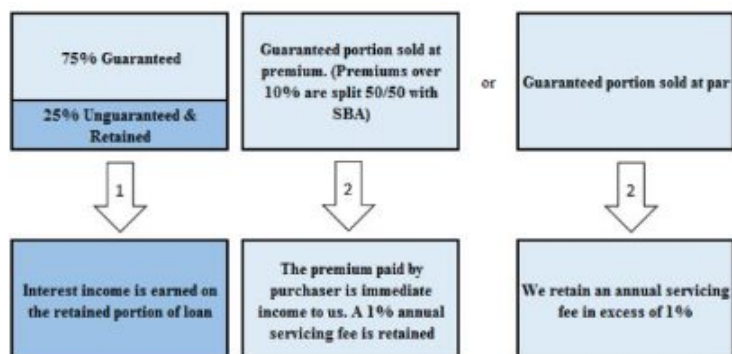 75% Guaranteed
25% Unguaranteed &
Retained
Guaranteed portion sold at
premium. (Premiums over
10% are split 50/50 with
SBA)
or
Guaranteed portion sold at par
1
2
2
Interest income is earned on
the retained portion of loan
The premium paid by
purchaser is immediate
income to us. A 1% annual
servicing fee is retained
We retain an annual servicing
fee in excess of 1%